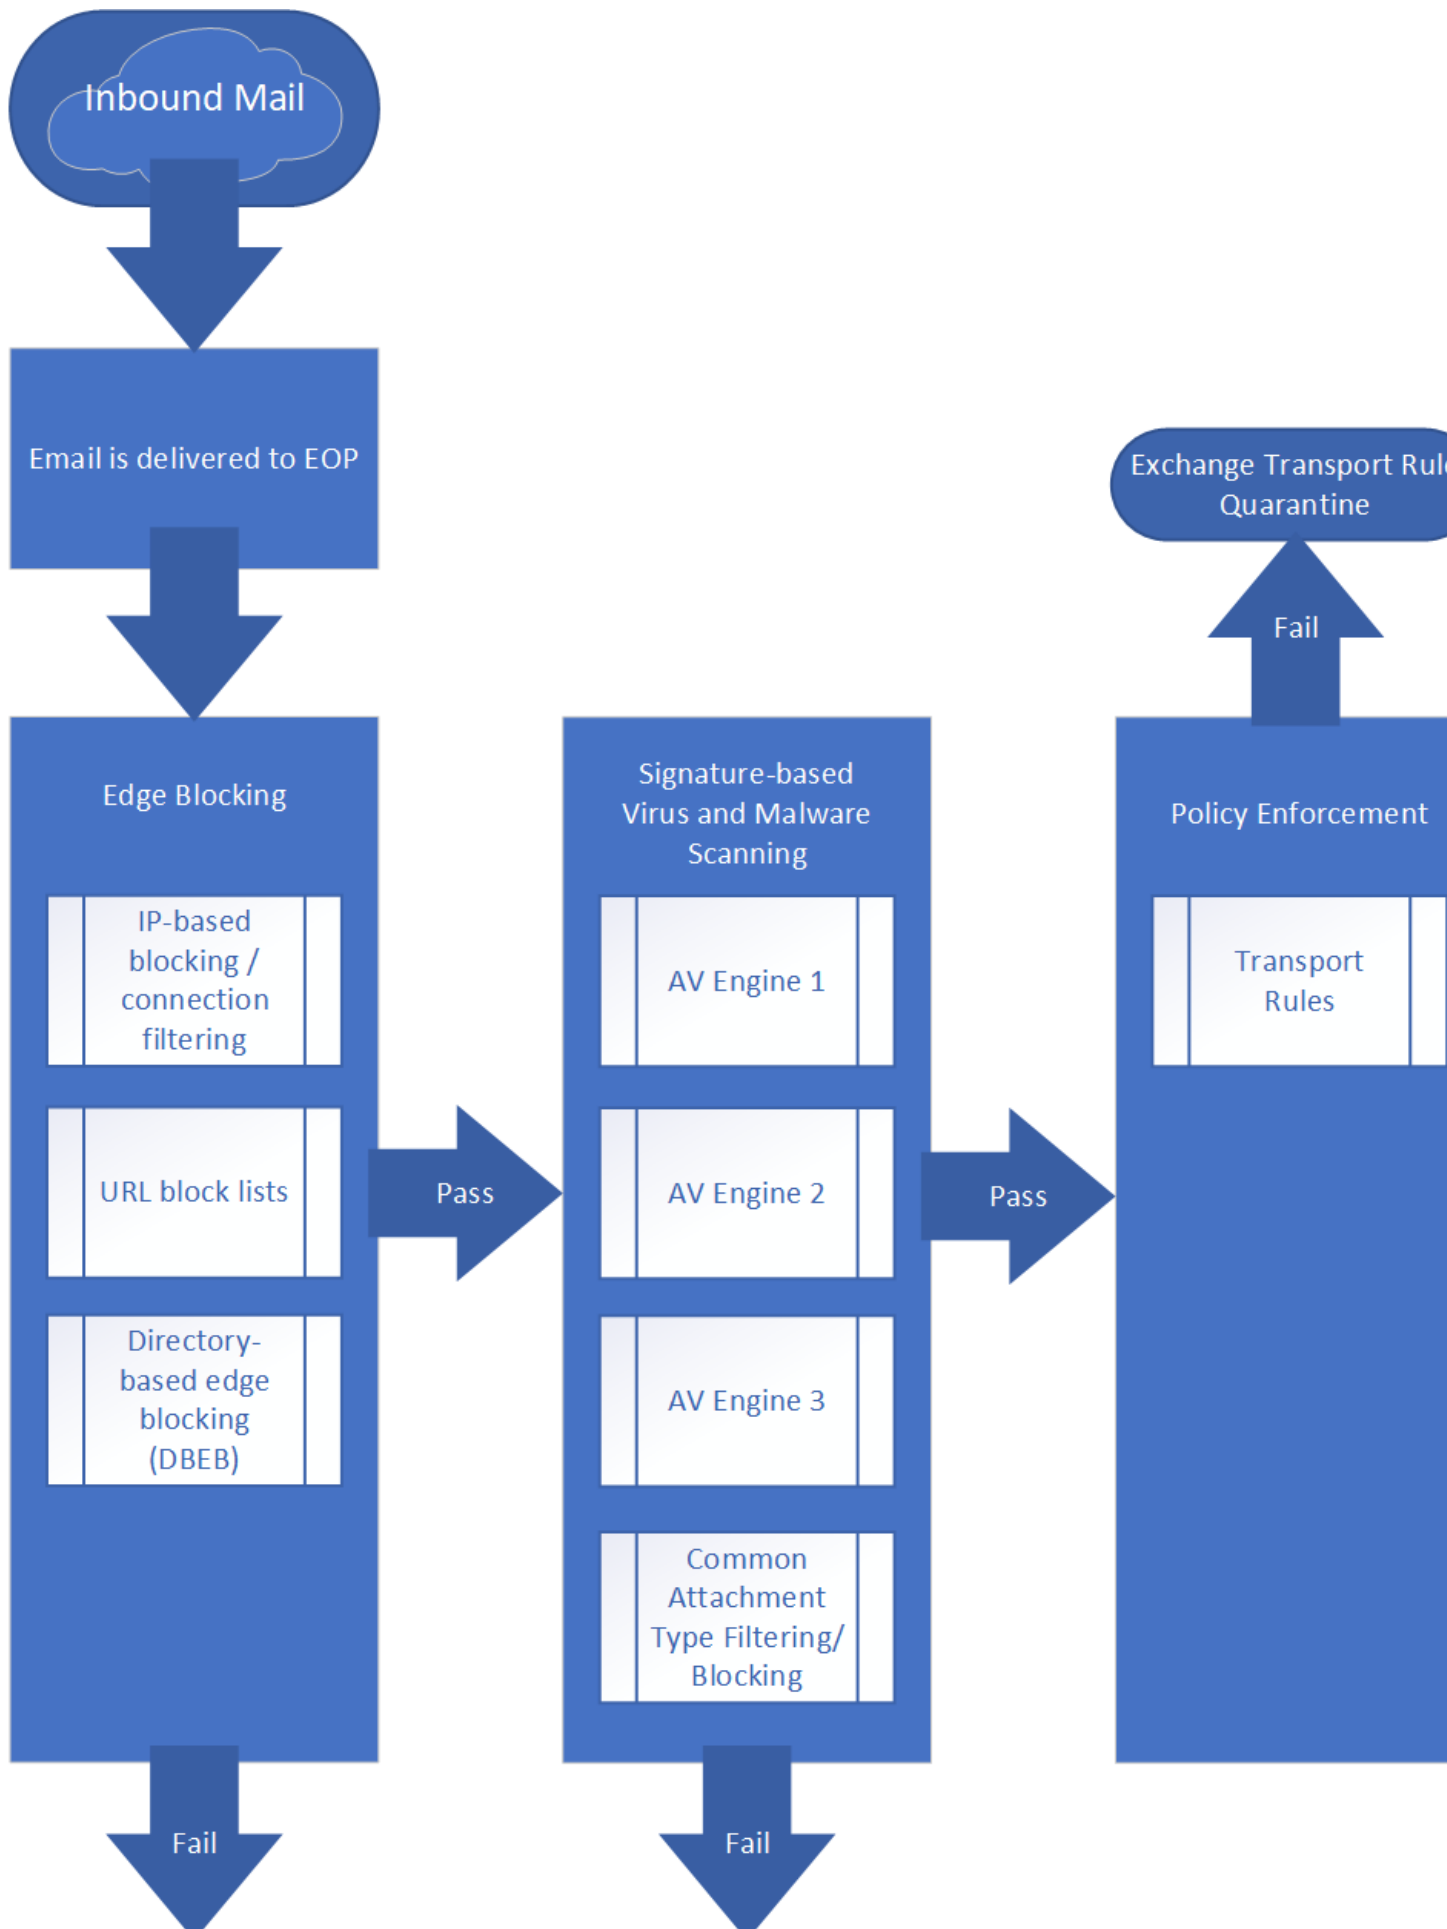 Inbound Mail
Email is delivered to EOP
Exchange Transport
Quarantine
Fail
Edge Blocking
IP-based
blocking /
connection
filtering
URL block lists
Directory-
based edge
blocking
(DBEB)
Fail
Pass
Signature-based
Virus and Malware
Scanning
AV Engine 1
AV Engine 2
AV Engine 3
Common
Attachment
Type Filtering/
Blocking
Fail
Pass
Policy Enforcement
Transport
Rules